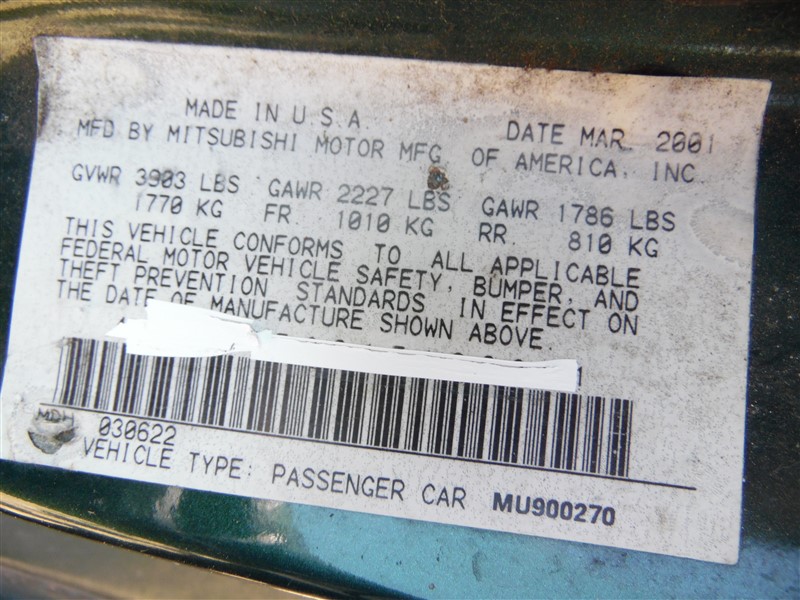 MADE IN U.S.A DATE MAR. 2001
MFD BY MITSUBISHI MOTOR MFG OF AMERICA, INC
GVWR 3903 LBS GAWR 2227 LBS GAWR 1786 LBS
1770 KG FR. 1010 KG RR. 810 KG
THIS VEHICLE CONFORMS TO ALL APPLICABLE
FEDERAL MOTOR VEHICLE SAFETY, BUMPER, AND
THEFT PREVENTION STANDARDS IN EFFECT ON
THE DATE OF MANUFACTURE SHOWN ABOVE.
MDH 030622
VEHICLE TYPE: PASSENGER CAR MU900270